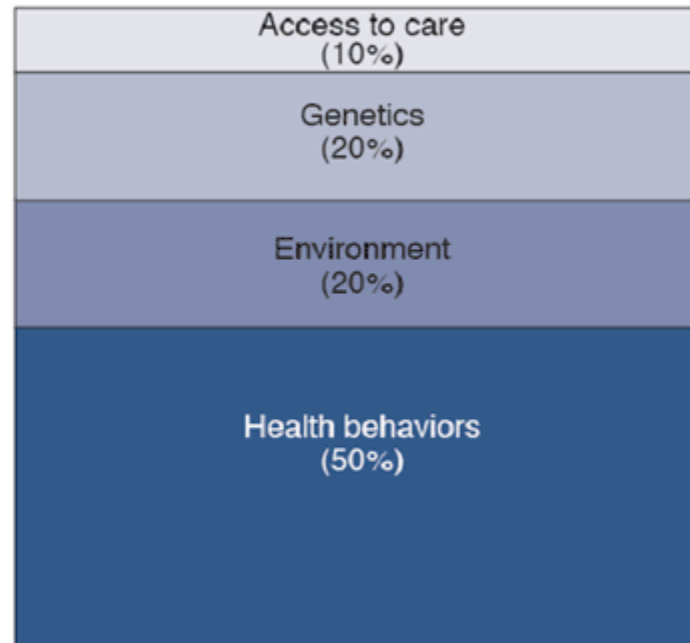 Access to care
(10%)
Genetics
(20%)
Environment
(20%)
Health behaviors
(50%)